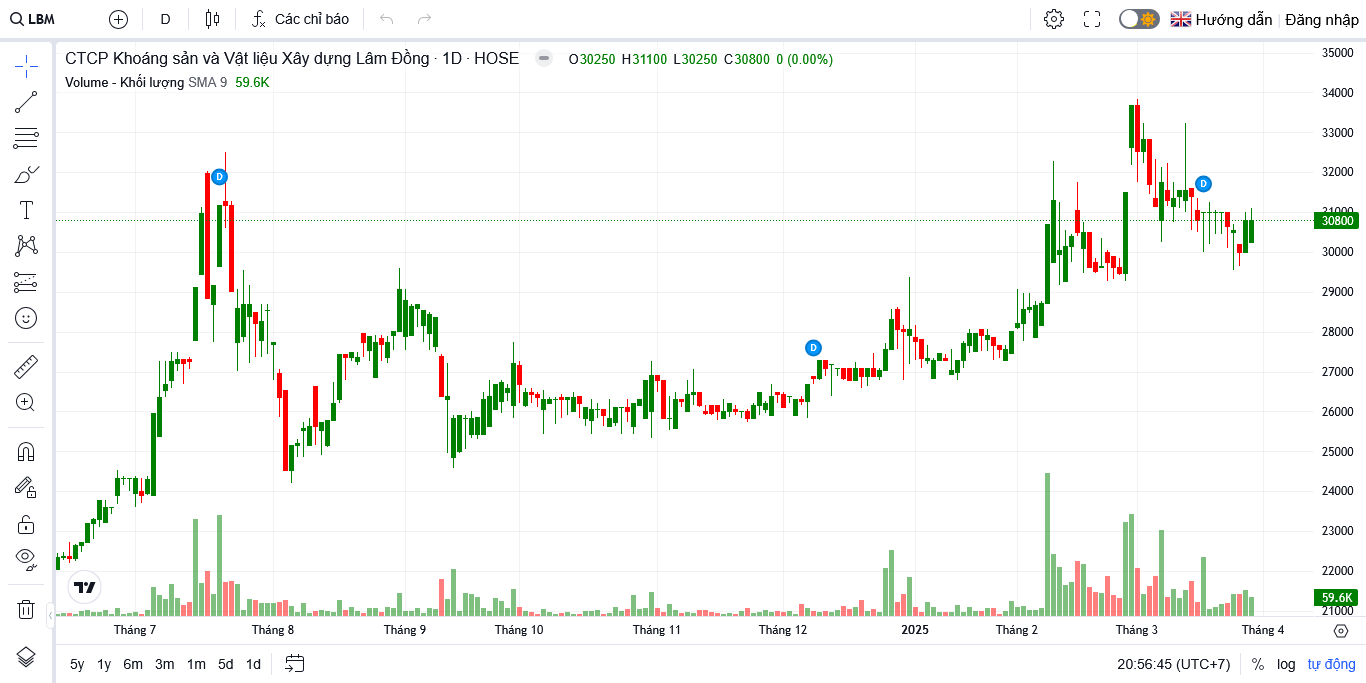 LBM D Các chỉ báo Hướng dẫn Đăng nhập
CTCP Khoáng sản và Vật liệu Xây dựng Lâm Đồng · 1D · HOSE O30250 H31100 L30250 C30800 0 (0.00%)
Volume - Khối lượng SMA 9 59.6K
35000
34000
33000
32000
31000
30800
30000
29000
28000
27000
26000
25000
24000
23000
22000
59.6K
21000
D
D
D
Tháng 7 Tháng 8 Tháng 9 Tháng 10 Tháng 11 Tháng 12 2025 Tháng 2 Tháng 3 Tháng 4
5y 1y 6m 3m 1m 5d 1d 20:56:45 (UTC+7) % log tự động